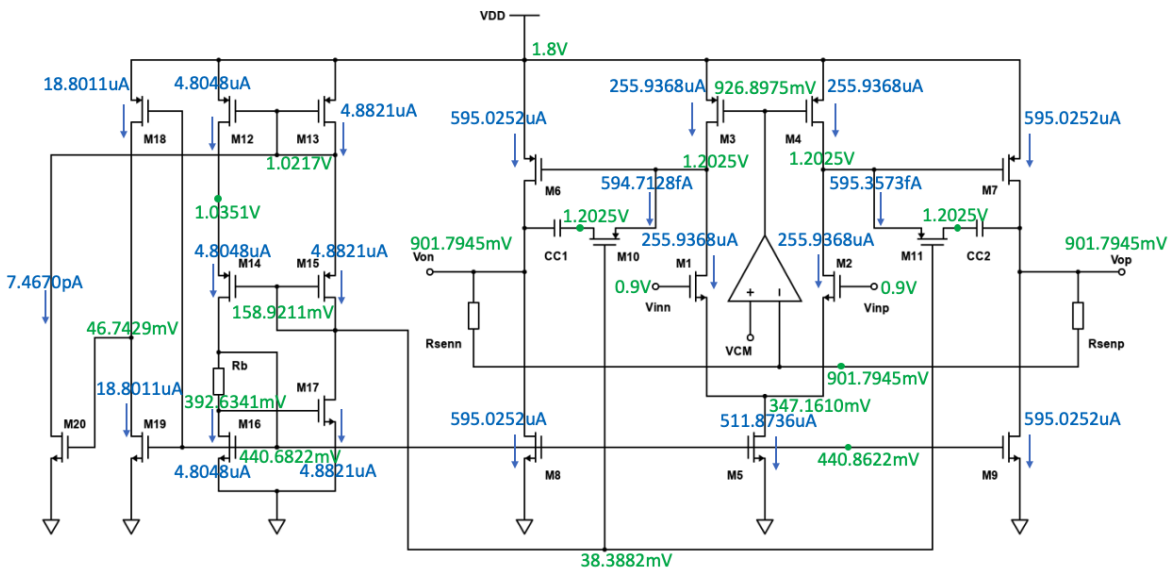 VDD
1.8V
18.8011uA
4.8048uA
4.8821uA
595.0252uA
255.9368uA
926.8975mV
255.9368uA
595.0252uA
M18
M12
M13
M3
M4
1.0217V
1.2025V
1.2025V
M6
594.7128fA
595.3573fA
M7
1.0351V
1.2025V
1.2025V
901.7945mV
Von
CC1
M10
4.8048uA
4.8821uA
M14
M15
255.9368uA
255.9368uA
M1
M2
M11
CC2
901.7945mV
Vop
7.4670pA
158.9211mV
0.9V
Vinn
+
-
0.9V
Vinp
46.7429mV
Rsenn
VCM
Rsenp
Rb
M17
901.7945mV
18.8011uA
392.6341mV
347.1610mV
M20
M19
M16
595.0252uA
511.8736uA
595.0252uA
440.6822mV
440.8622mV
4.8048uA
4.8821uA
M8
M5
M9
38.3882mV